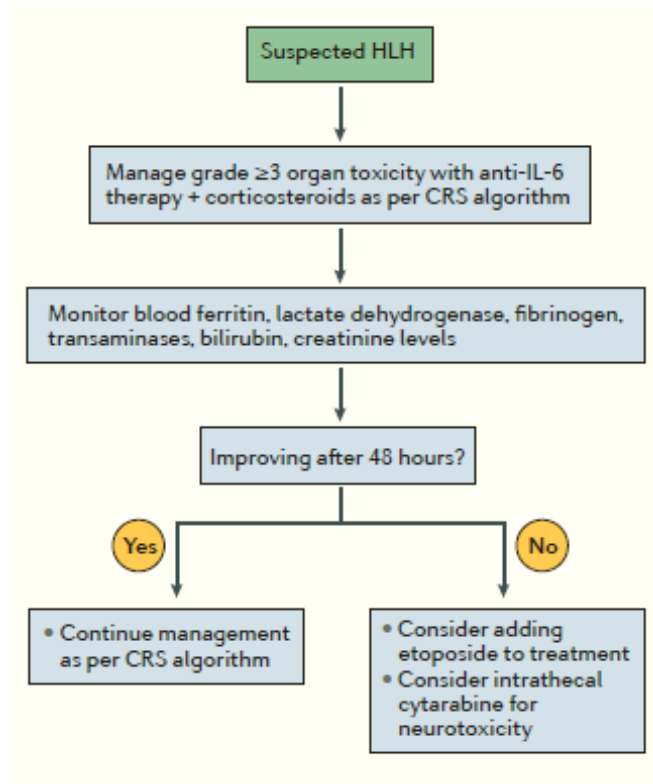 Suspected HLH
Manage grade ≥3 organ toxicity with anti-IL-6
therapy + corticosteroids as per CRS algorithm
Monitor blood ferritin, lactate dehydrogenase, fibrinogen,
transaminases, bilirubin, creatinine levels
Improving after 48 hours?
Yes
No
• Continue management
as per CRS algorithm
• Consider adding
etoposide to treatment
• Consider intrathecal
cytarabine for
neurotoxicity